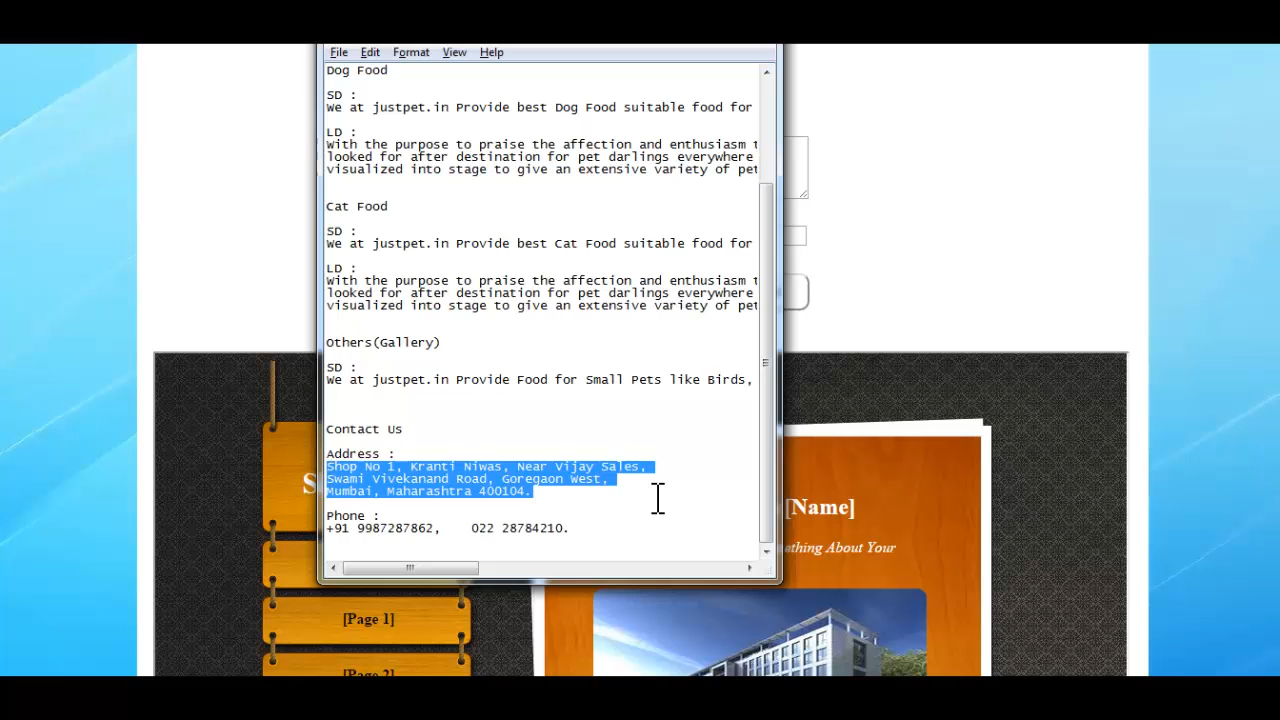 File Edit Format View Help
Dog Food
SD :
We at justpet.in Provide best Dog Food suitable food for
LD :
With the purpose to praise the affection and enthusiasm
looked for after destination for pet darlings everywhere
visualized into stage to give an extensive variety of pet
Cat Food
SD :
We at justpet.in Provide best Cat Food suitable food for
LD :
With the purpose to praise the affection and enthusiasm
looked for after destination for pet darlings everywhere
visualized into stage to give an extensive variety of pet
Others(Gallery)
SD :
We at justpet.in Provide Food for Small Pets like Birds,
Contact Us
Address :
Shop No 1, Kranti Niwas, Near Vijay Sales,
Swami Vivekanand Road, Goregaon West,
Mumbai, Maharashtra 400104.
Phone :
+91 9987287862, 022 28784210.
[Name]
About Your
[Page 1]
[Page 2]